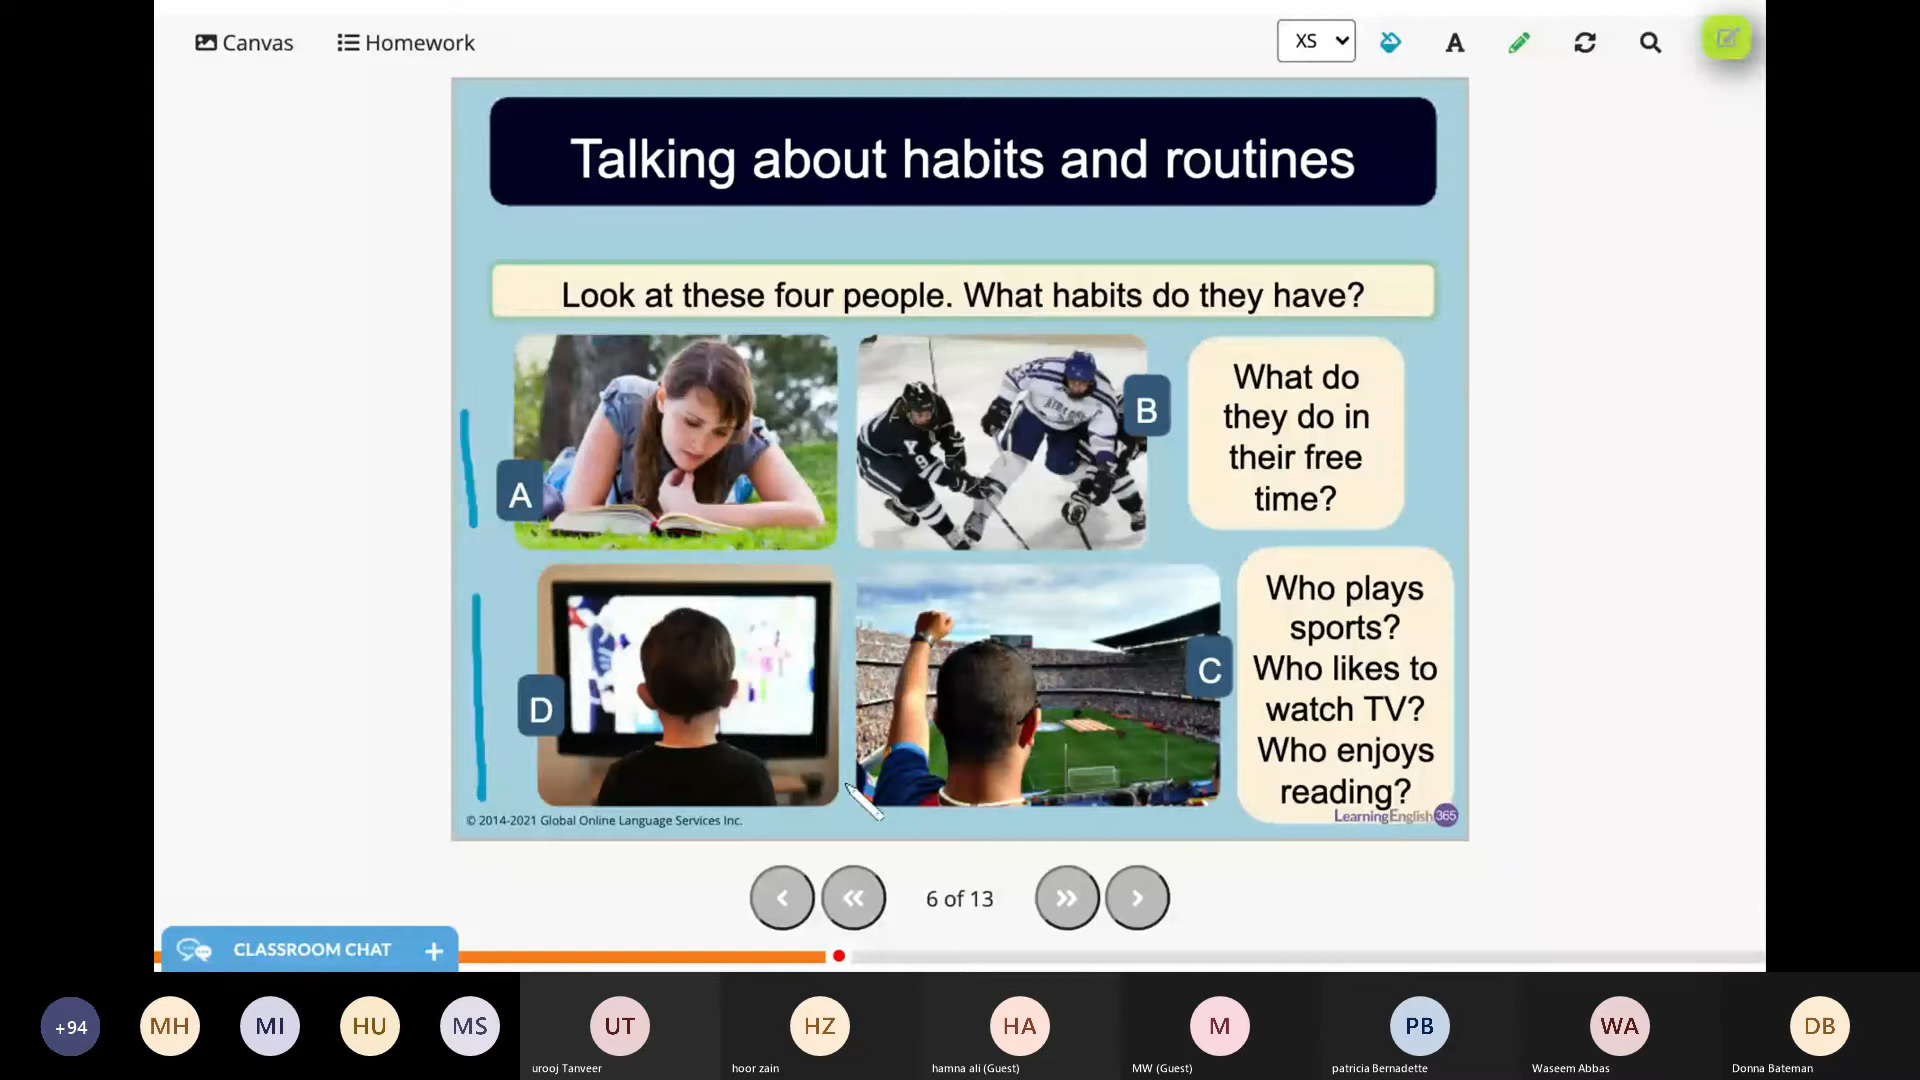 Canvas
Homework
XS
A
Talking about habits and routines
Look at these four people. What habits do they have?
A
B
What do
they do in
their free
time?
D
C
Who plays
sports?
Who likes to
watch TV?
Who enjoys
reading?
© 2014-2021 Global Online Language Services Inc.
LearningEnglish 365
6 of 13
CLASSROOM CHAT
+94
MH
MI
HU
MS
UT
HZ
HA
M
PB
WA
DB
urooj Tanveer
hoor zain
hamna ali (Guest)
MW (Guest)
patricia Bernadette
Waseem Abbas
Donna Bateman